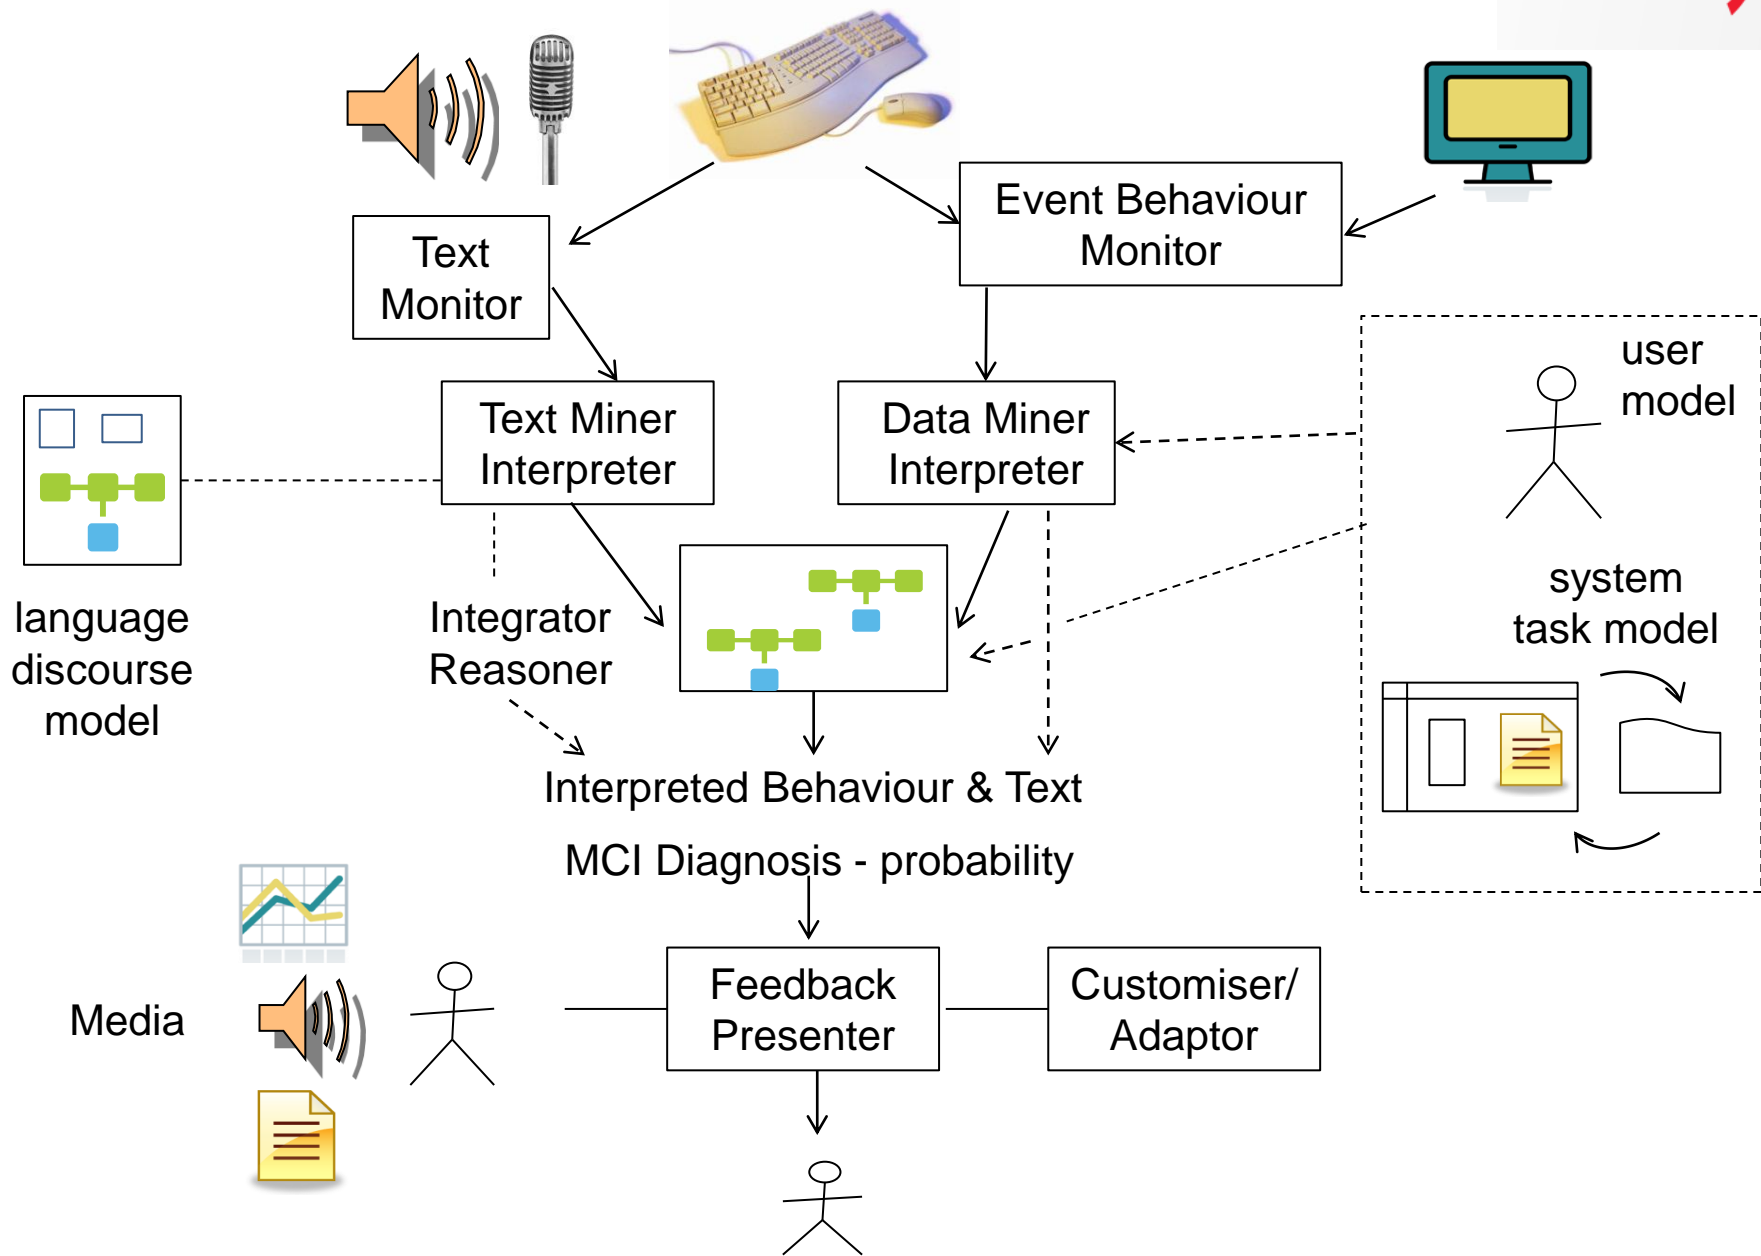 Event Behaviour
Monitor
Text
Monitor
user
model
Text Miner
Interpreter
Data Miner
Interpreter
language
discourse
model
Integrator
Reasoner
system
task model
Interpreted Behaviour & Text
MCI Diagnosis - probability
Media
Feedback
Presenter
Customiser/
Adaptor